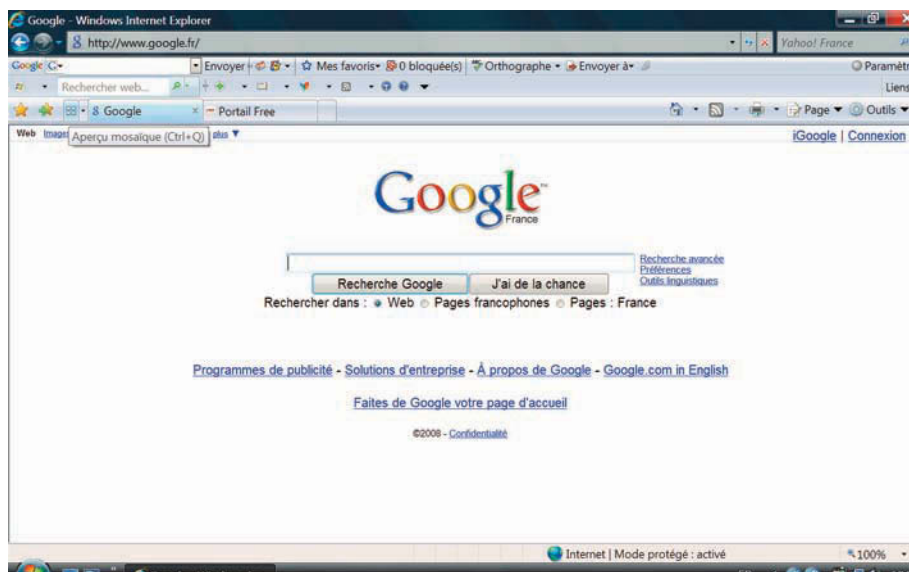 Google - Windows Internet Explorer
http://www.google.fr/
Yahoo! France
Google G
Envoyer
Mes favoris
0 bloquée(s)
Orthographe
Envoyer à
Paramètr
Rechercher web...
Liens
Google
Portail Free
Page
Outils
Web Images
Aperçu mosaïque (Ctrl+Q)
plus
iGoogle | Connexion
Google™
France
Recherche avancée
Préférences
Outils linguistiques
Recherche Google
J'ai de la chance
Rechercher dans : Web Pages francophones Pages : France
Programmes de publicité - Solutions d'entreprise - À propos de Google - Google.com in English
Faites de Google votre page d'accueil
©2008 - Confidentialité
Internet | Mode protégé : activé
100%